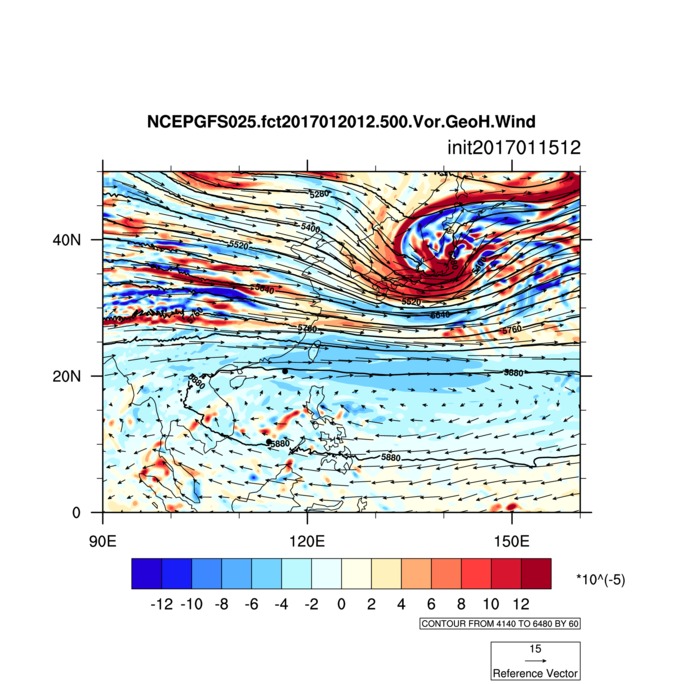 NCEPGFS025.fct2017012012.500.Vor.GeoH.Wind
init2017011512
5280
5400
40N
5520
5640
5520
5640
5760
5760
20N
5880
5880
5880
5880
0
90E 120E 150E
-12 -10 -8 -6 -4 -2 0 2 4 6 8 10 12
*10^(-5)
CONTOUR FROM 4140 TO 6480 BY 60
15
Reference Vector